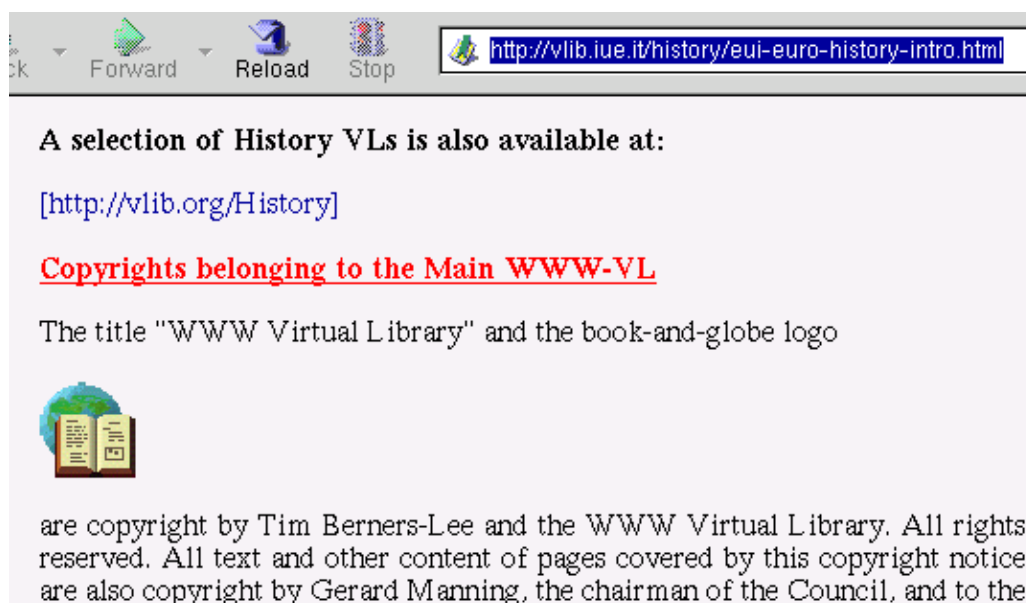 Forward Reload Stop http://vlib.iue.it/history/eui-euro-history-intro.html
A selection of History VLs is also available at:
[http://vlib.org/History]
Copyrights belonging to the Main WWW-VL
The title "WWW Virtual Library" and the book-and-globe logo
are copyright by Tim Berners-Lee and the WWW Virtual Library. All rights
reserved. All text and other content of pages covered by this copyright notice
are also copyright by Gerard Manning, the chairman of the Council, and to the